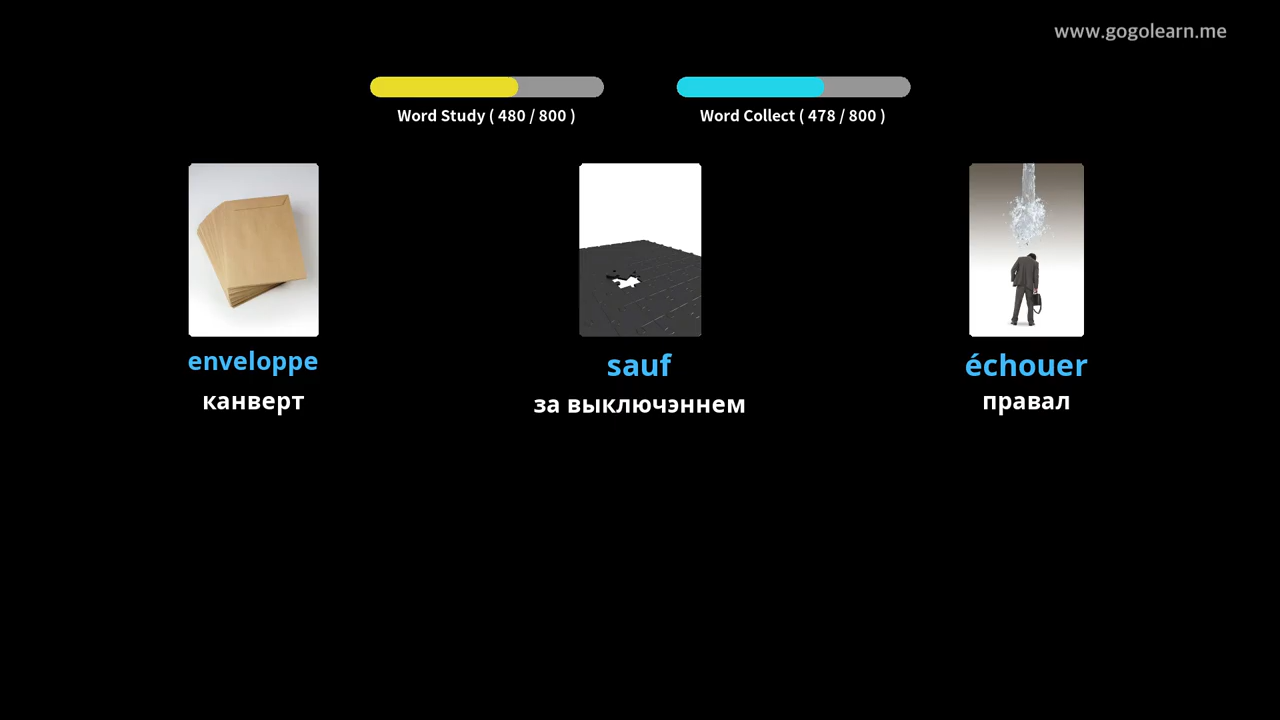 www.gogolearn.me
Word Study ( 480 / 800 )
Word Collect ( 478 / 800 )
enveloppe
sauf
échouer
канверт
за выключэннем
правал